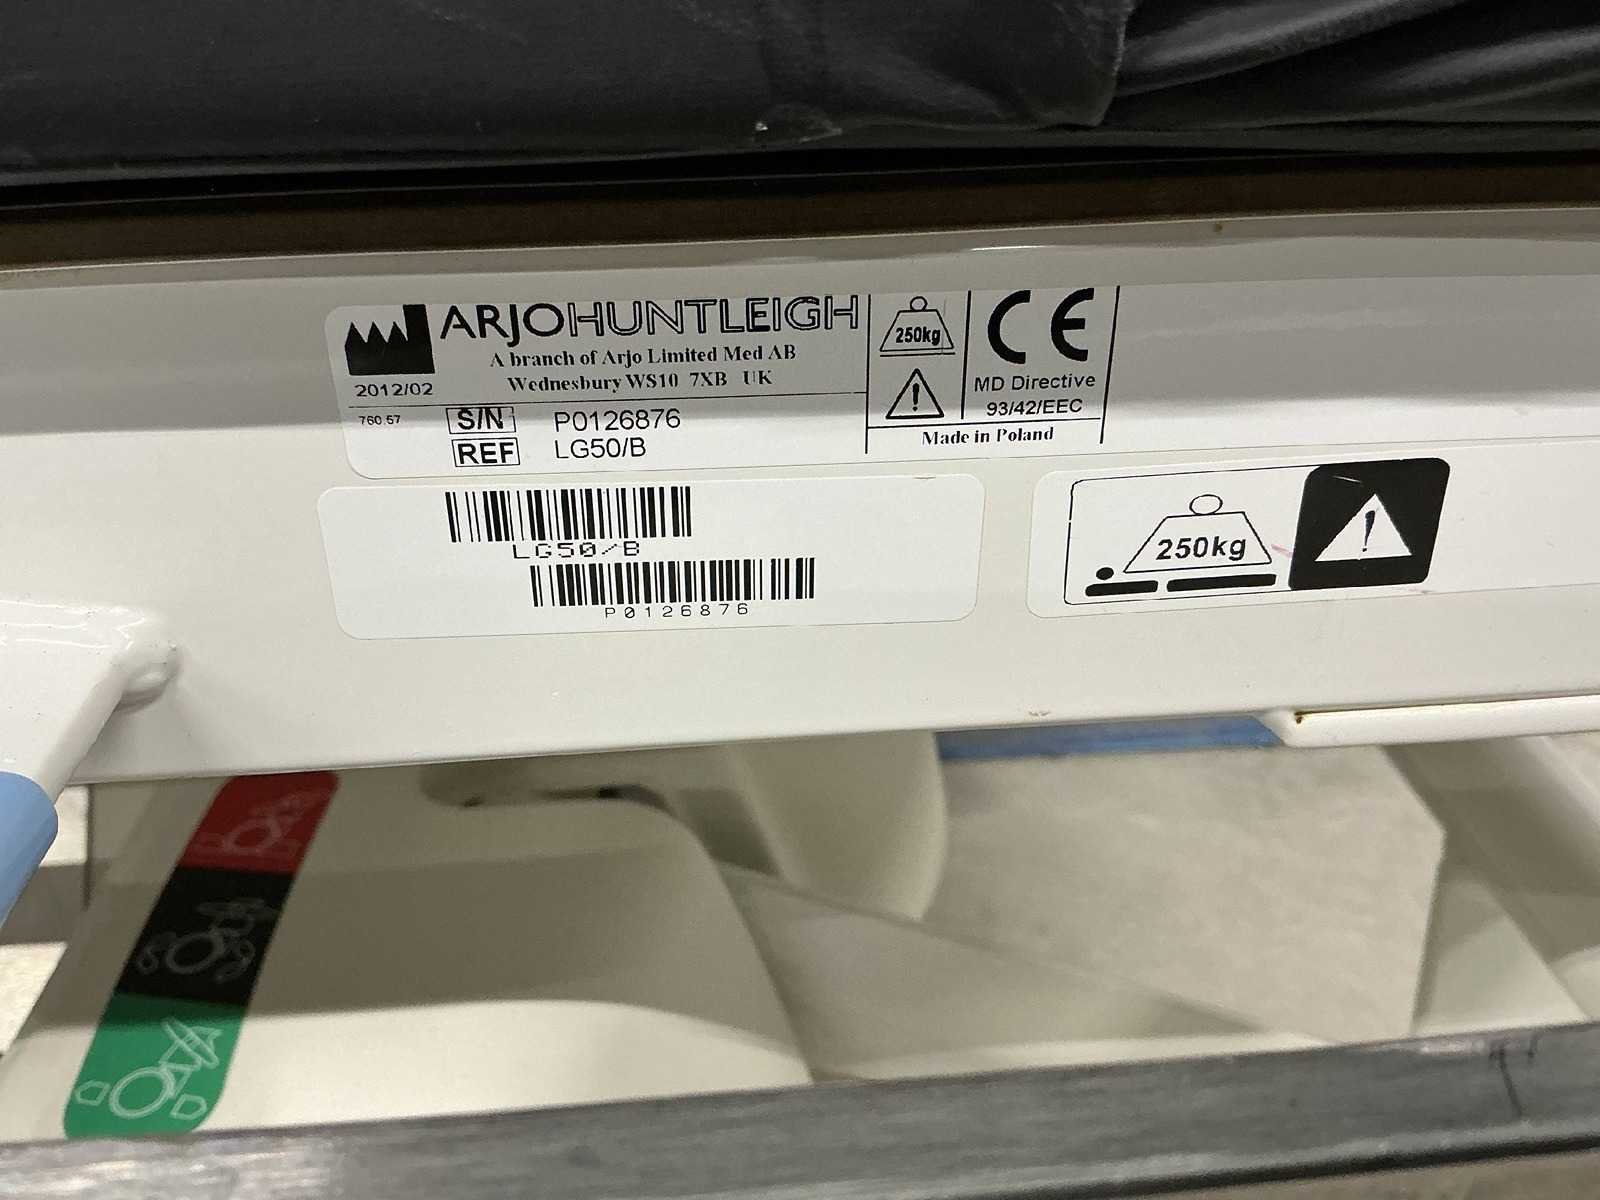 ARJOHUNTLEIGH
A branch of Arjo Limited Med AB
Wednesbury WS10 7XB UK
2012/02
760.57
S/N P0126876
REF LG50/B
250kg
CE
MD Directive
93/42/EEC
Made in Poland
LG50/B
P0126876
250kg